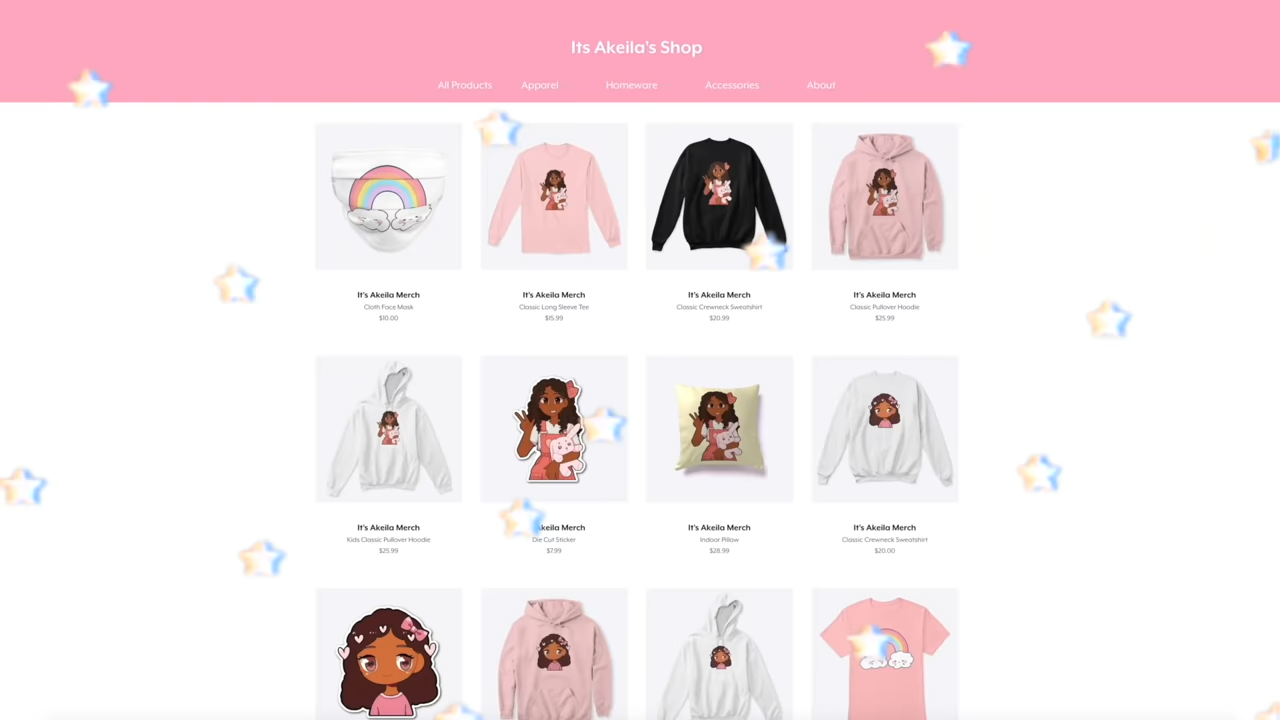 Its Akeila's Shop
All Products Apparel Homeware Accessories About
It's Akeila Merch
Cloth Face Mask
$10.00
It's Akeila Merch
Classic Long Sleeve Tee
$15.99
It's Akeila Merch
Classic Crewneck Sweatshirt
$20.99
It's Akeila Merch
Classic Pullover Hoodie
$25.99
It's Akeila Merch
Kids Classic Pullover Hoodie
$25.99
Akeila Merch
Die Cut Sticker
$7.99
It's Akeila Merch
Indoor Pillow
$28.99
It's Akeila Merch
Classic Crewneck Sweatshirt
$20.00